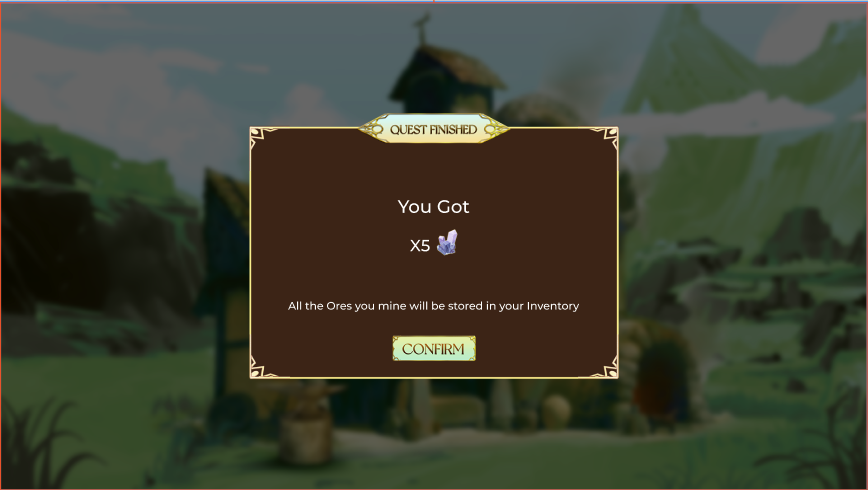 QUEST FINISHED
You Got
X5
All the Ores you mine will be stored in your Inventory
CONFIRM